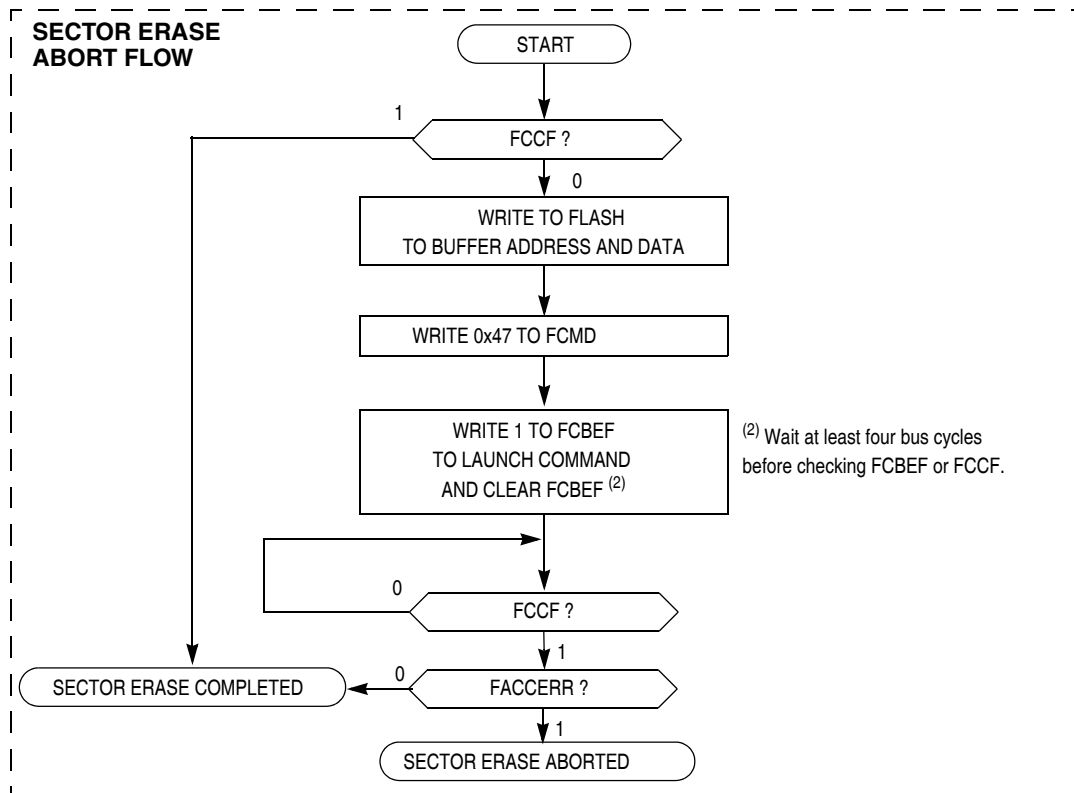 SECTOR ERASE
ABORT FLOW
START
1
FCCF ?
0
WRITE TO FLASH
TO BUFFER ADDRESS AND DATA
WRITE 0x47 TO FCMD
WRITE 1 TO FCBEF
TO LAUNCH COMMAND
AND CLEAR FCBEF (2)
(2) Wait at least four bus cycles
before checking FCBEF or FCCF.
0
FCCF ?
1
SECTOR ERASE COMPLETED
0
FACCERR ?
1
SECTOR ERASE ABORTED